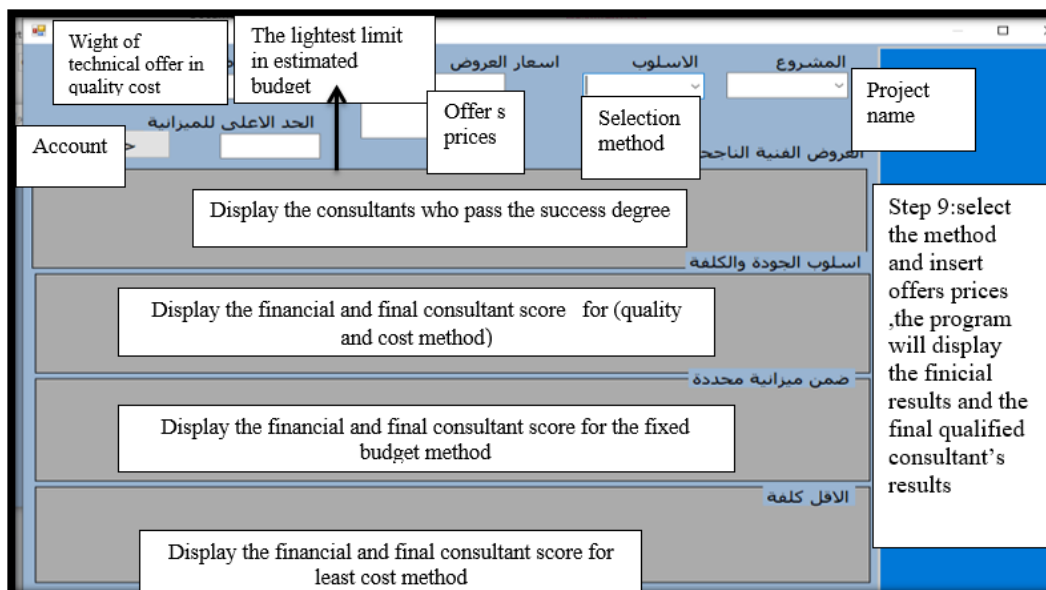 Wight of
technical offer in
quality cost
The lightest limit
in estimated
budget
اسعار العروض
الاسلوب
المشروع
Account
الحد الاعلى للميزانية
Offer s
prices
Selection
method
Project
name
العروض الفنية الناجح
Display the consultants who pass the success degree
اسلوب الجودة والكلفة
Display the financial and final consultant score for (quality
and cost method)
ضمن ميزانية محددة
Display the financial and final consultant score for the fixed
budget method
الاقل كلفة
Display the financial and final consultant score for
least cost method
Step 9:select
the method
and insert
offers prices
,the program
will display
the finicial
results and the
final qualified
consultant's
results